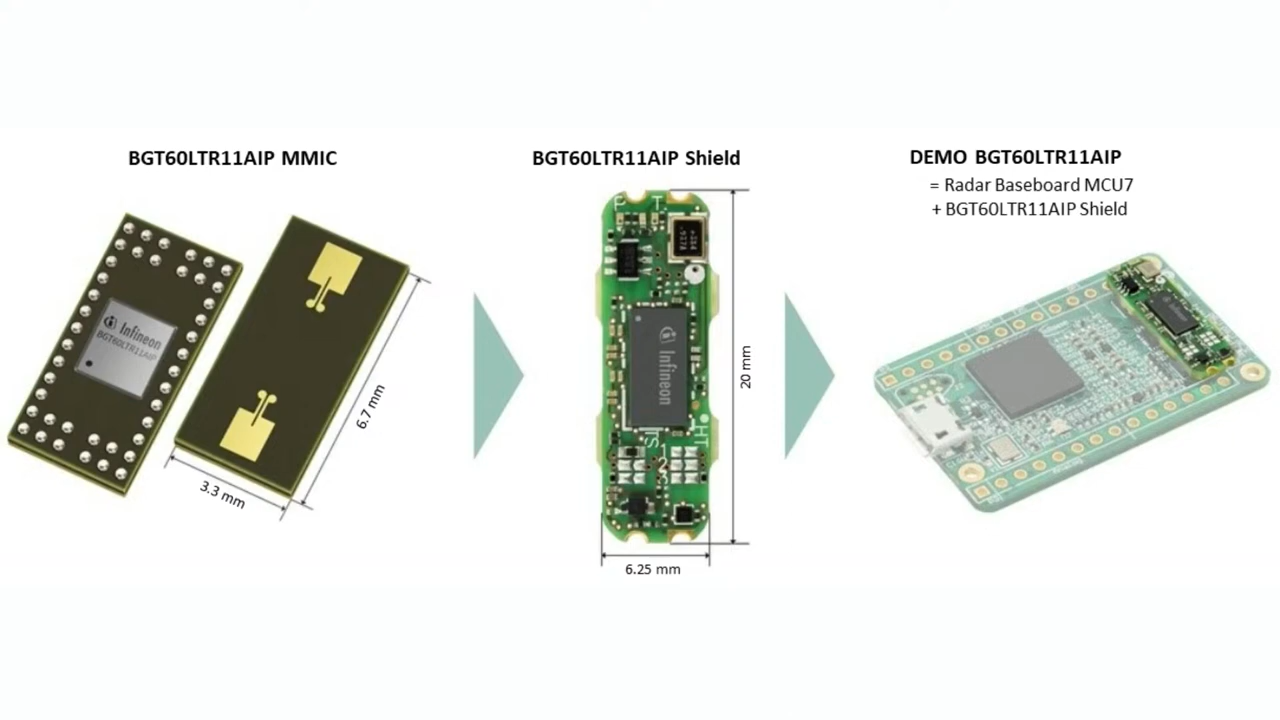 BGT60LTR11AIP MMIC
Infineon
BGT60LTR11AIP
6.7 mm
3.3 mm
BGT60LTR11AIP Shield
Infineon
20 mm
6.25 mm
DEMO BGT60LTR11AIP
= Radar Baseboard MCU7
+ BGT60LTR11AIP Shield